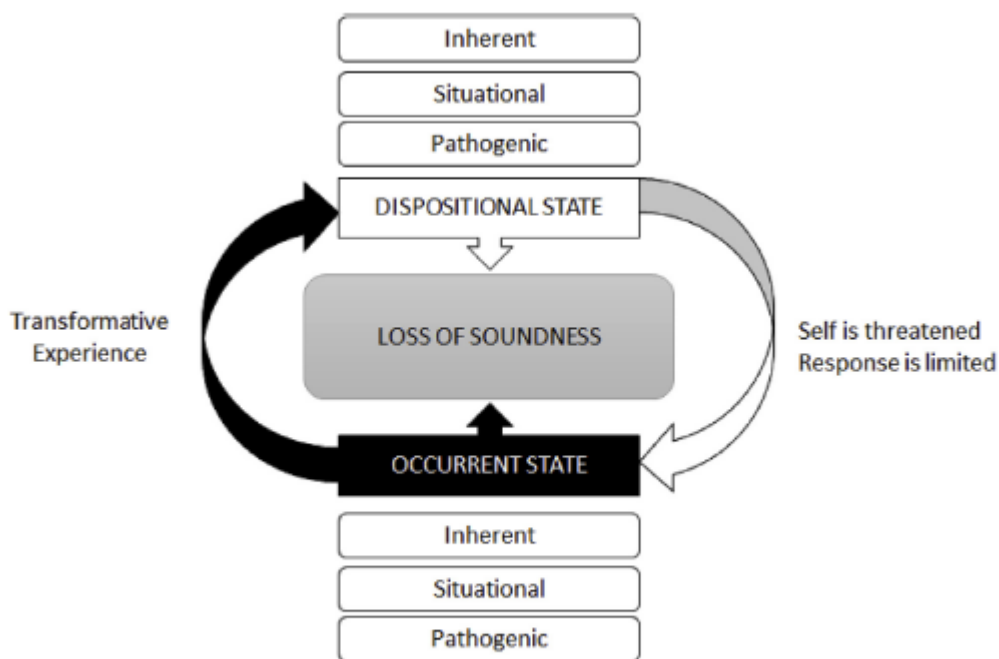 Inherent
Situational
Pathogenic
DISPOSITIONAL STATE
Transformative
Experience
LOSS OF SOUNDNESS
Self is threatened
Response is limited
OCCURRENT STATE
Inherent
Situational
Pathogenic